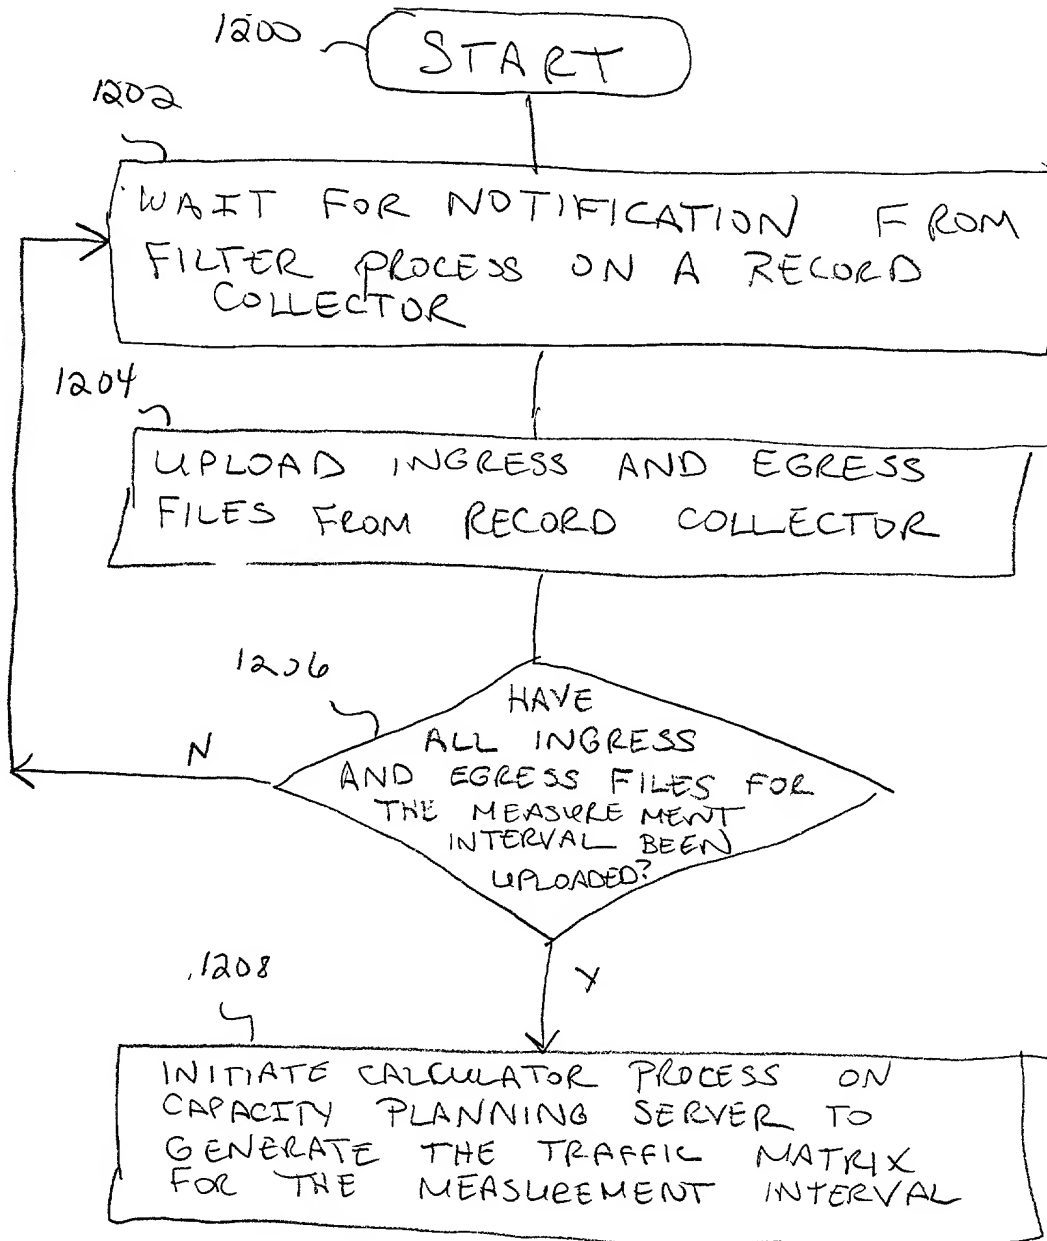 1200
START
1202
WAIT FOR NOTIFICATION FROM
FILTER PROCESS ON A RECORD
COLLECTOR
1204
UPLOAD INGRESS AND EGRESS
FILES FROM RECORD COLLECTOR
1206
HAVE
ALL INGRESS
AND EGRESS FILES FOR
THE MEASUREMENT
INTERVAL BEEN
UPLOADED?
N
Y
1208
INITIATE CALCULATOR PROCESS ON
CAPACITY PLANNING SERVER TO
GENERATE THE TRAFFIC MATRIX
FOR THE MEASUREMENT INTERVAL